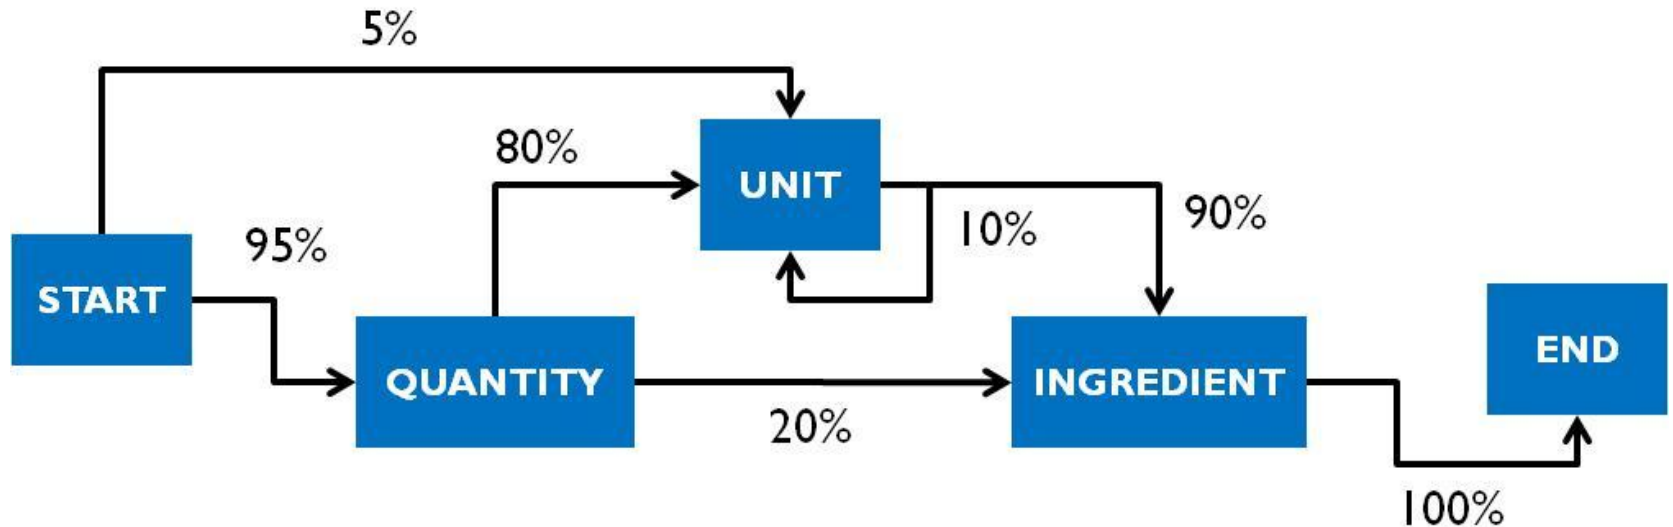 5%
80%
UNIT
10%
90%
95%
START
QUANTITY
20%
INGREDIENT
END
100%